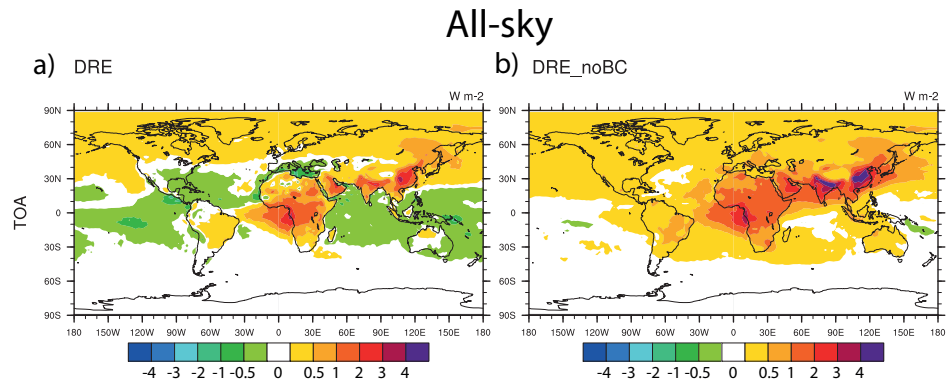 All-sky
a) DRE
b) DRE_noBC
W m-2
W m-2
TOA
90N
60N
30N
0
30S
60S
90S
180 150W 120W 90W 60W 30W 0 30E 60E 90E 120E 150E 180
90N
60N
30N
0
30S
60S
90S
180 150W 120W 90W 60W 30W 0 30E 60E 90E 120E 150E 180
-4 -3 -2 -1 -0.5 0 0.5 1 2 3 4
-4 -3 -2 -1 -0.5 0 0.5 1 2 3 4